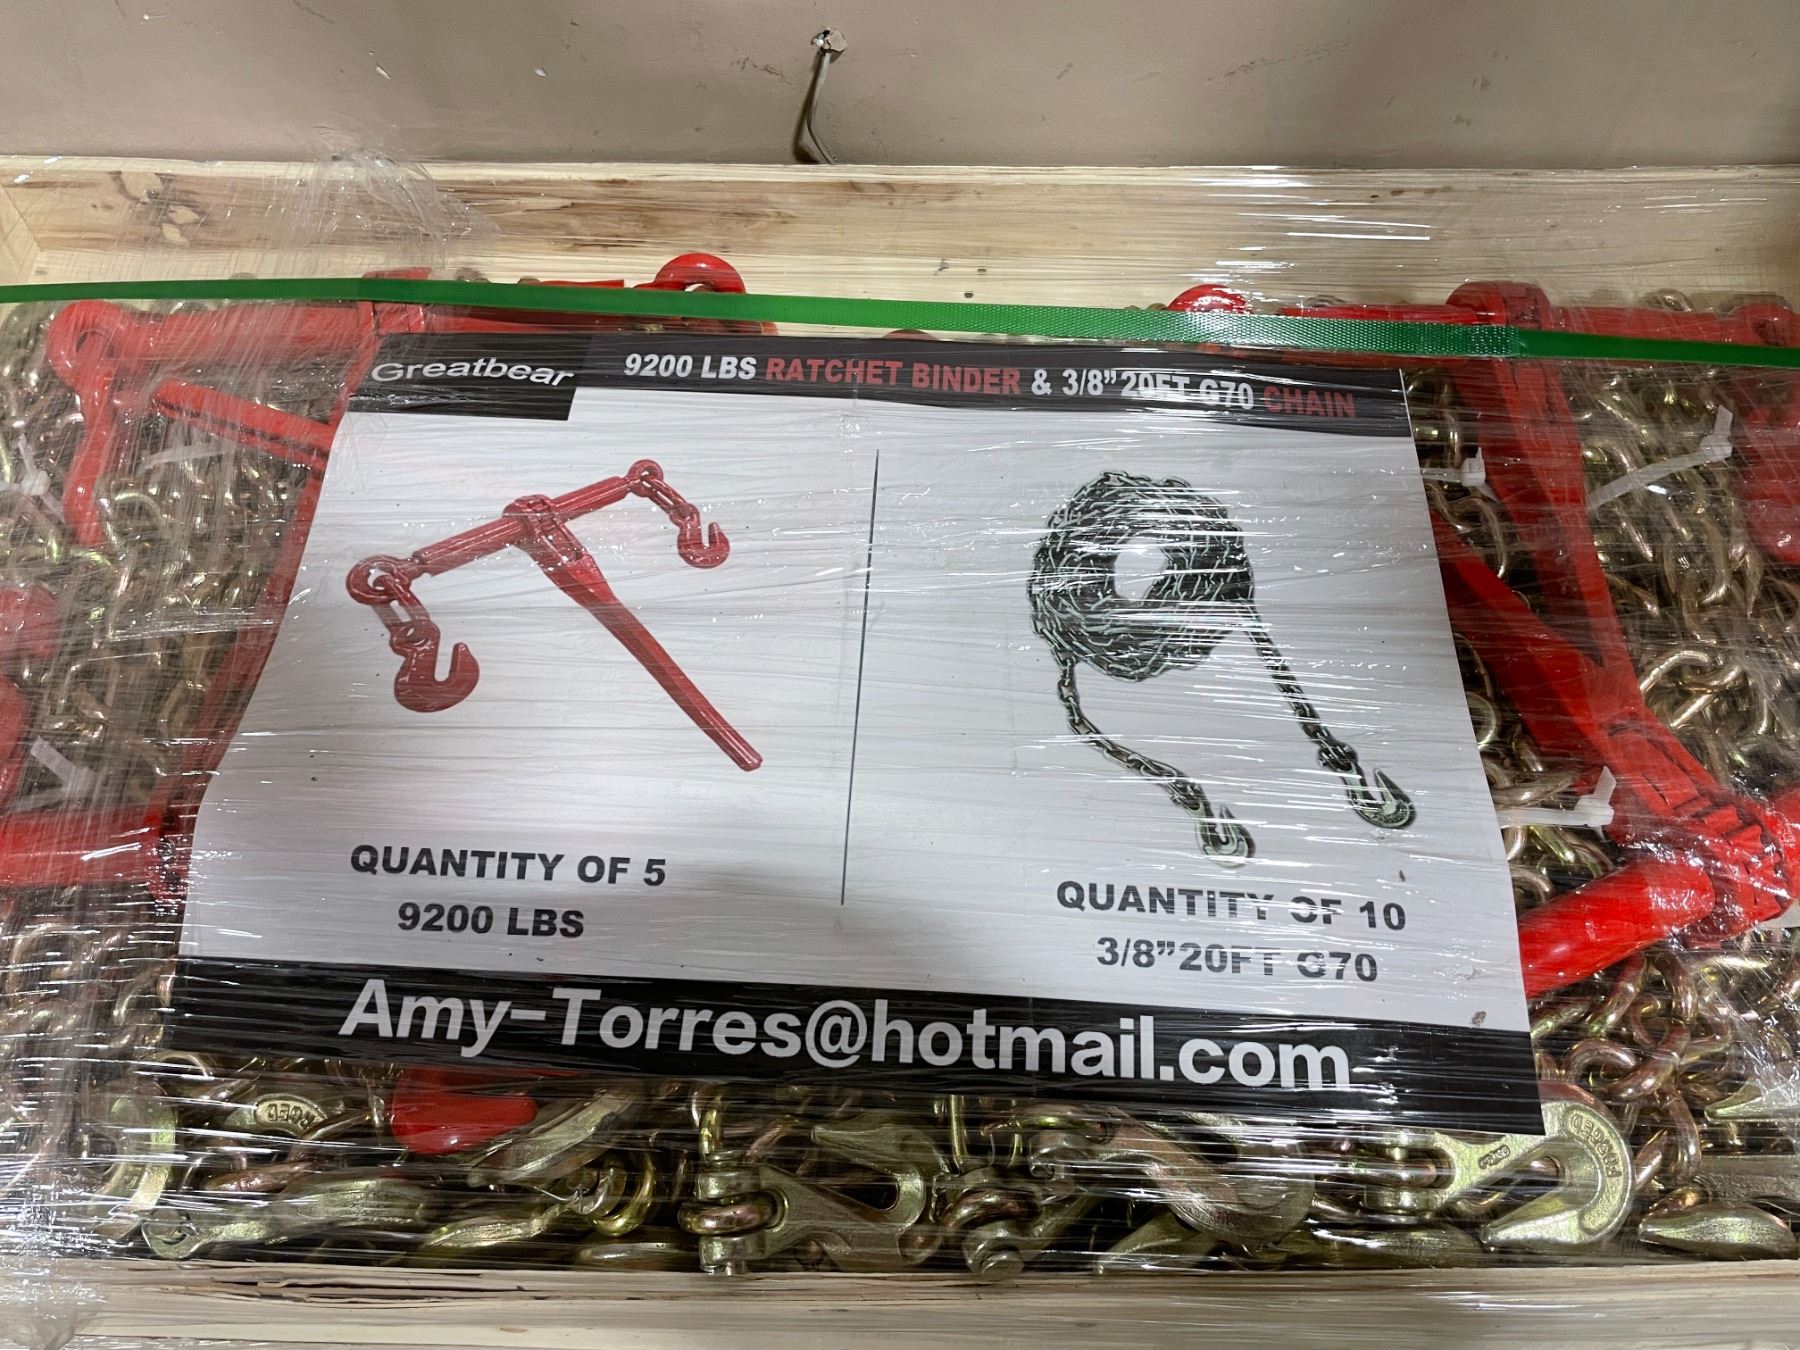 Greatbear
9200 LBS RATCHET BINDER & 3/8” 20FT G70 CHAIN
QUANTITY OF 5
9200 LBS
QUANTITY OF 10
3/8”20FT G70
Amy-Torres@hotmail.com
FORGED